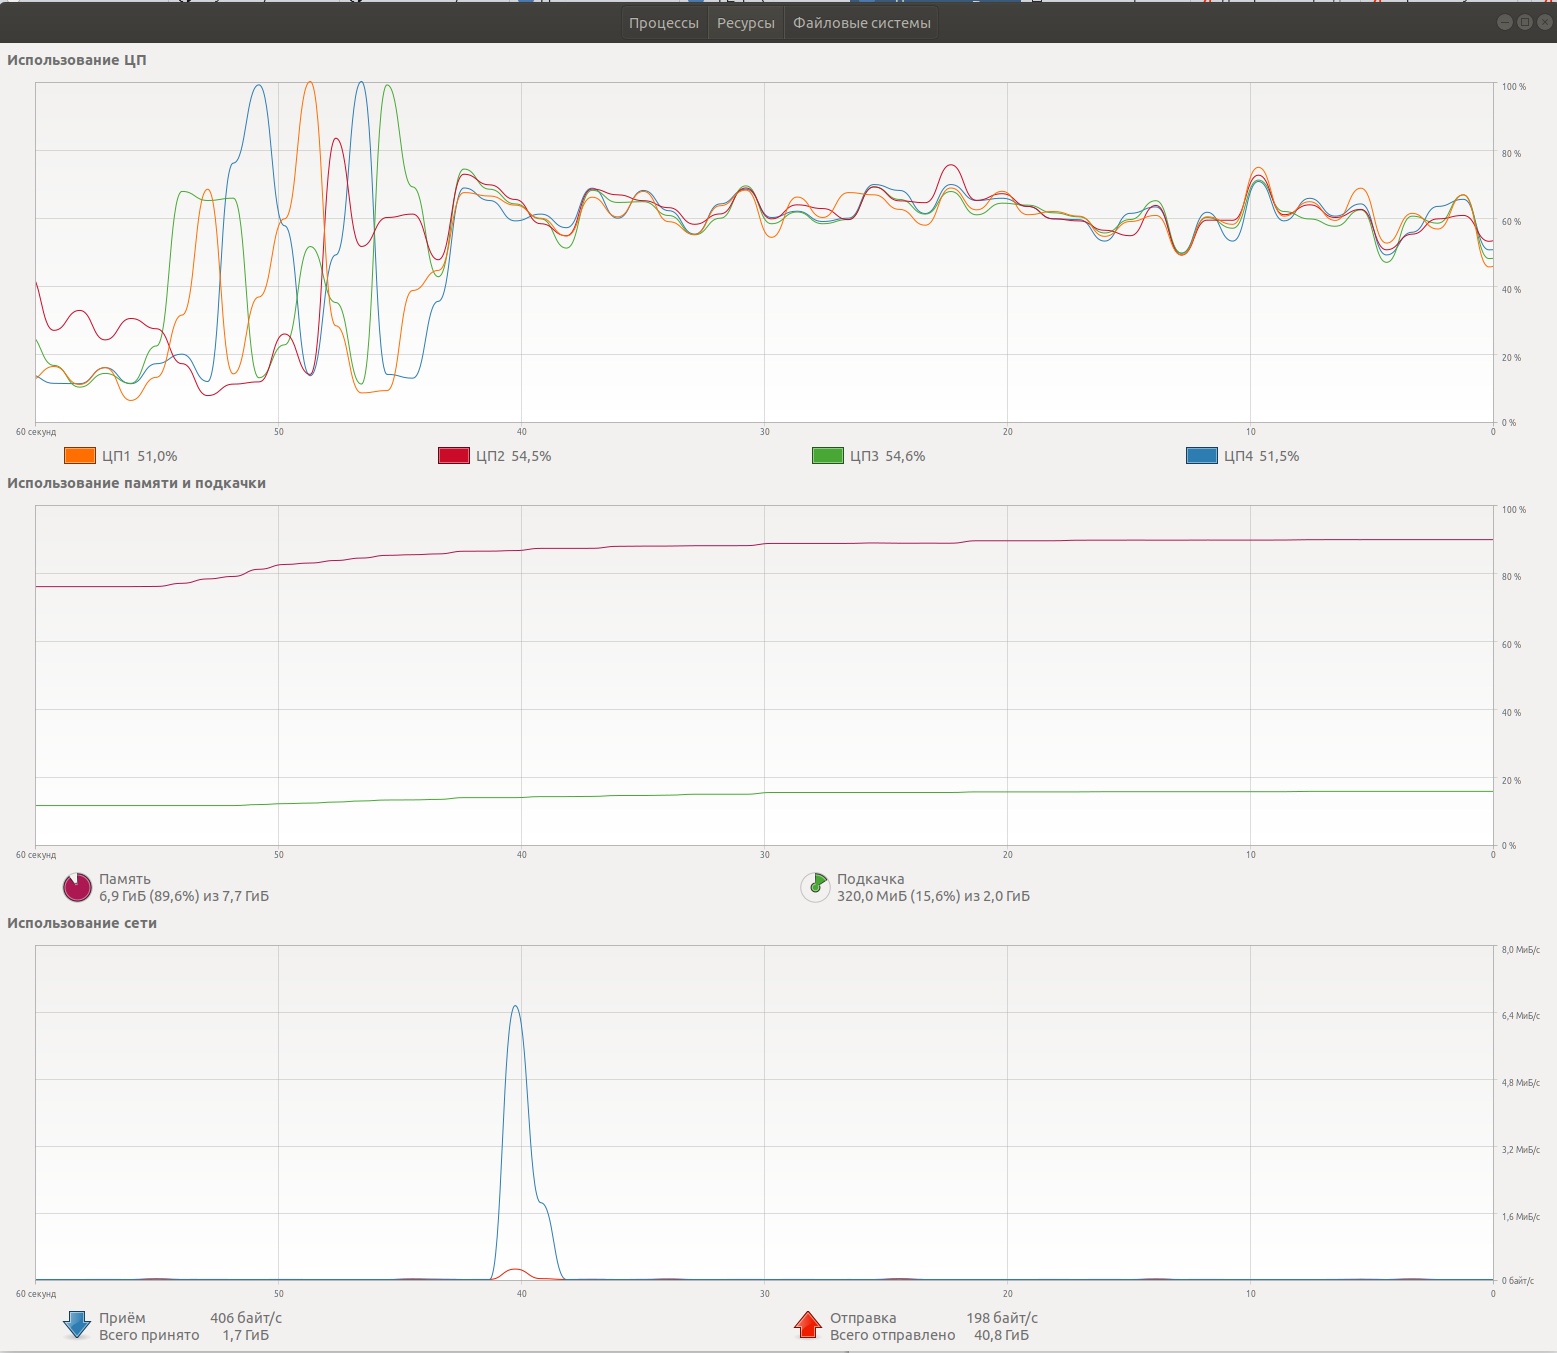 Процессы Ресурсы Файловые системы
Использование ЦП
100 %
80 %
60 %
40 %
20 %
0 %
60 секунд 50 40 30 20 10 0
ЦП1 51,0% ЦП2 54,5% ЦП3 54,6% ЦП4 51,5%
Использование памяти и подкачки
100 %
80 %
60 %
40 %
20 %
0 %
60 секунд 50 40 30 20 10 0
Память
6,9 ГиБ (89,6%) из 7,7 ГиБ
Подкачка
320,0 МиБ (15,6%) из 2,0 ГиБ
Использование сети
8,0 МиБ/с
6,4 МиБ/с
4,8 МиБ/с
3,2 МиБ/с
1,6 МиБ/с
0 байт/с
60 секунд 50 40 30 20 10 0
Приём 406 байт/с
Всего принято 1,7 ГиБ
Отправка 198 байт/с
Всего отправлено 40,8 ГиБ